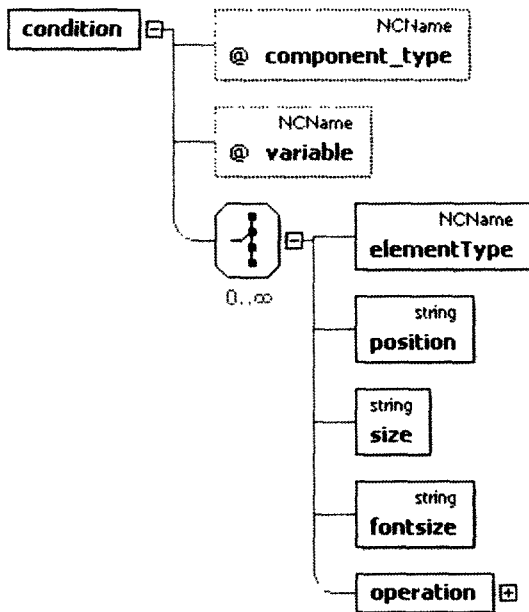 condition
NCName
@ component_type
NCName
@ variable
0..∞
NCName
elementType
string
position
string
size
string
fontsize
operation